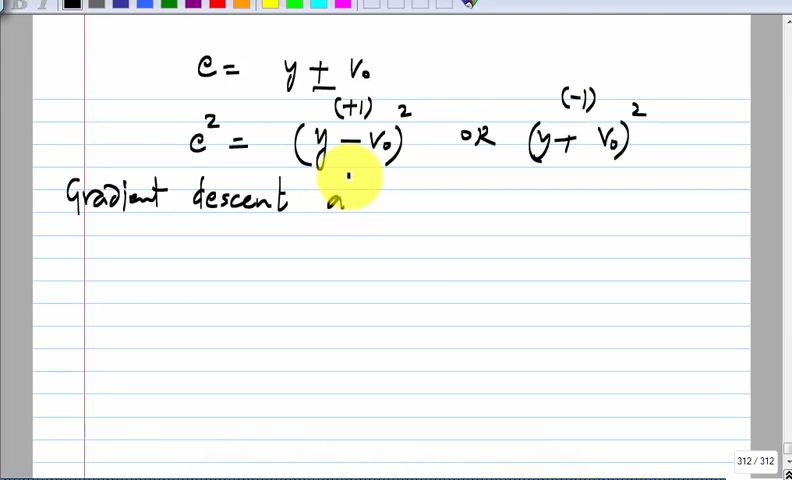 B I
e = y ± v₀
(+1) (-1)
e² = (y - v₀)² OR (y + v₀)²
Gradient descent a
312 / 312